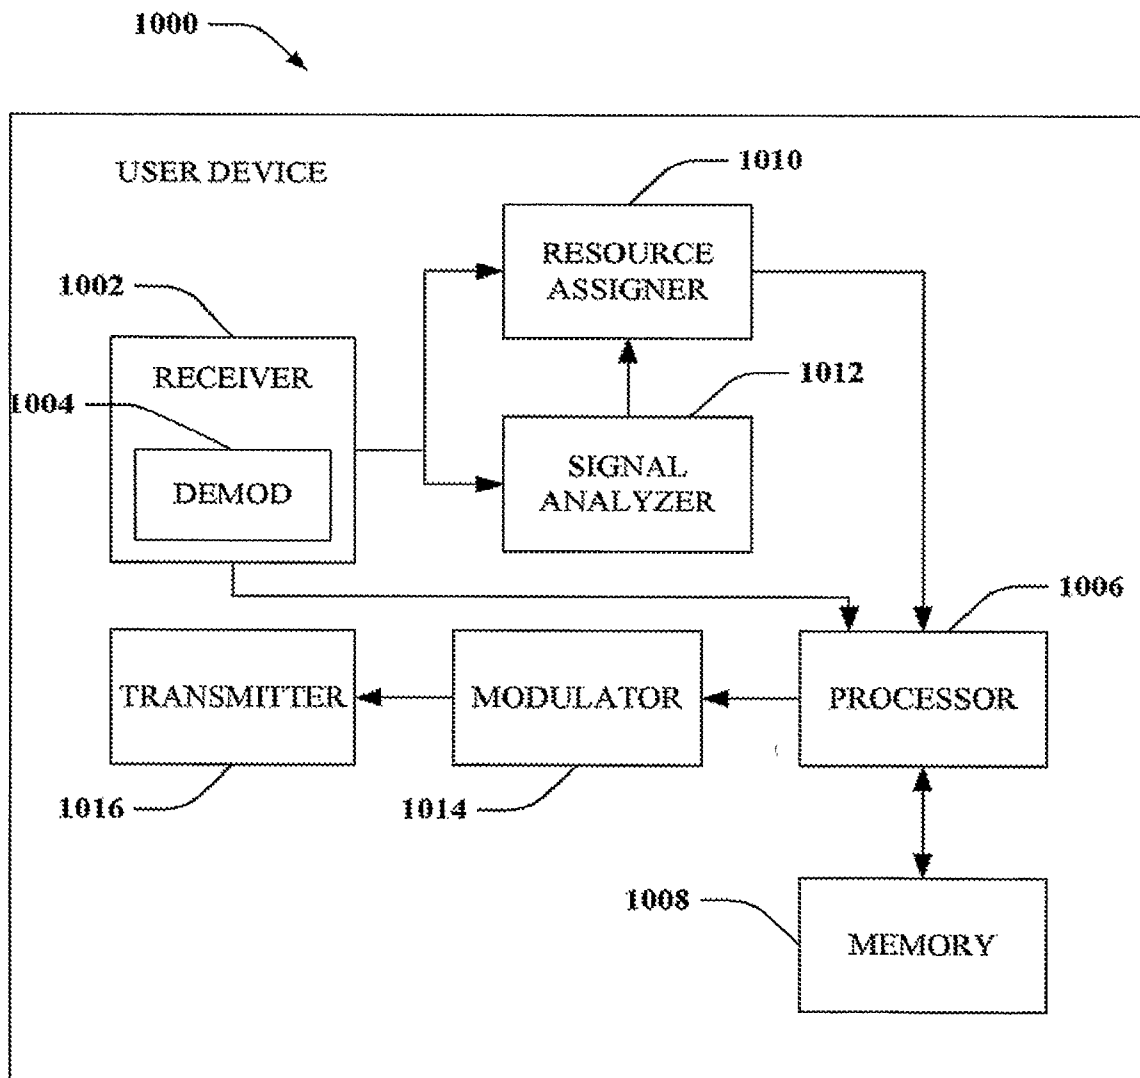 1000
USER DEVICE
1010
RESOURCE
ASSIGNER
1002
RECEIVER
1004
DEMOD
1012
SIGNAL
ANALYZER
1006
TRANSMITTER
MODULATOR
PROCESSOR
1016
1014
1008
MEMORY